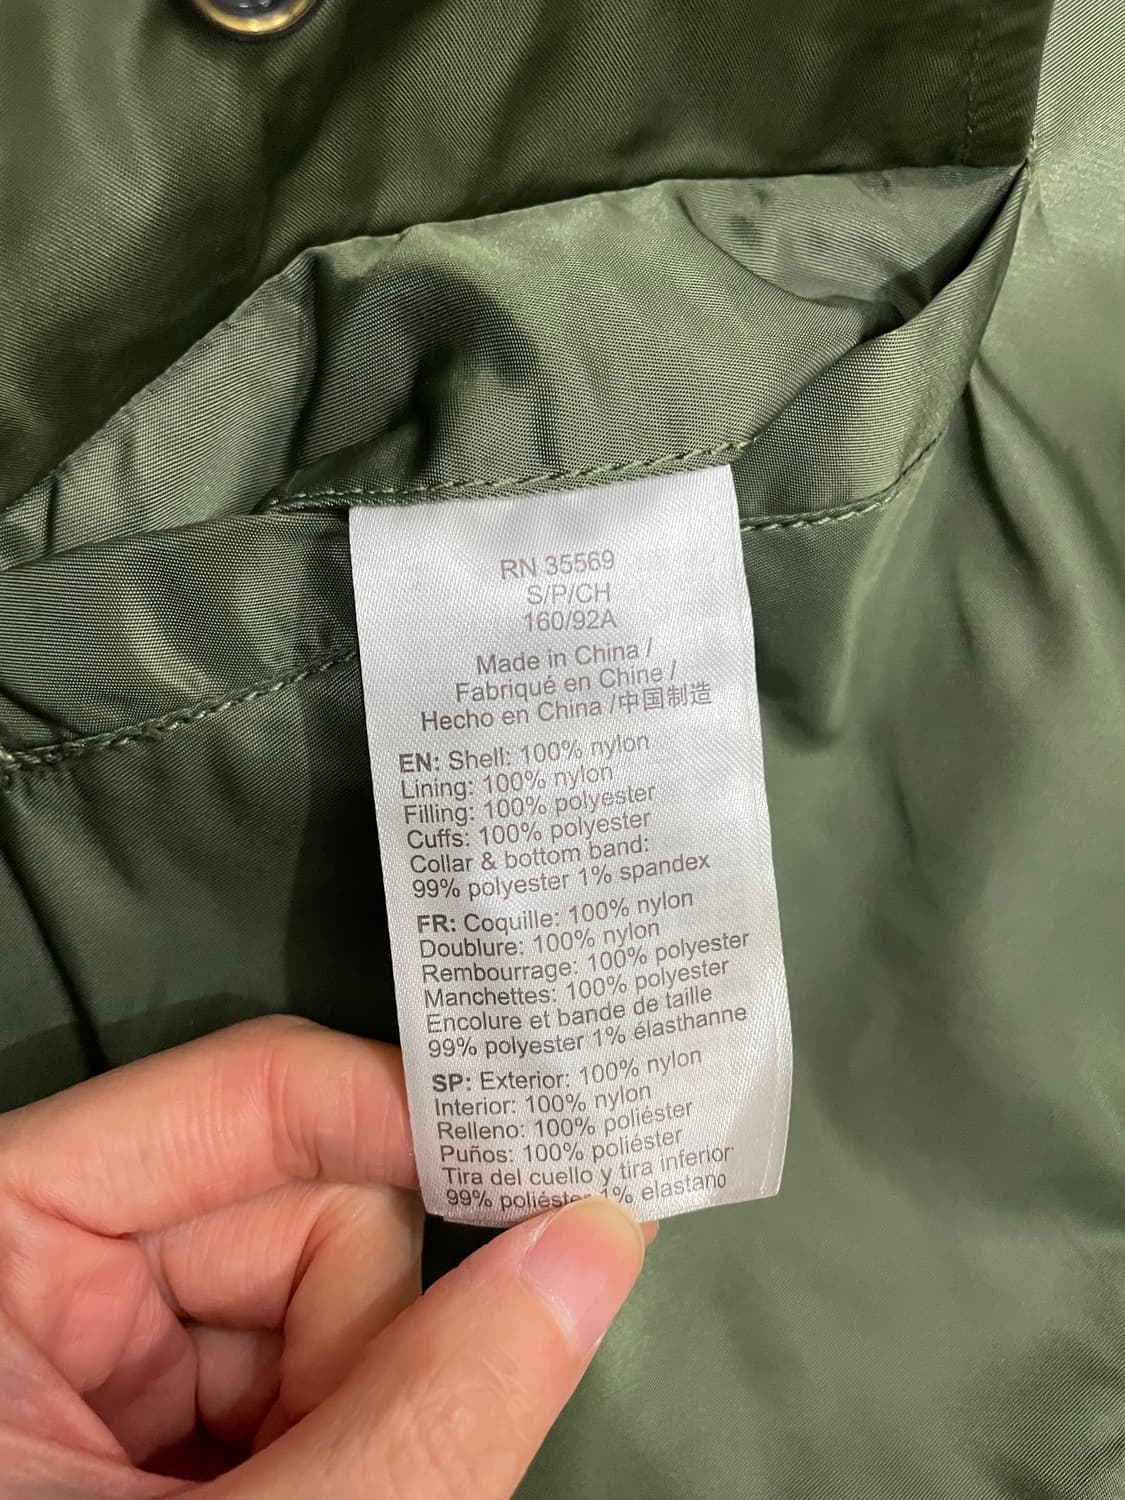 RN 35569
S/P/CH
160/92A
Made in China /
Fabriqué en Chine /
Hecho en China /中国制造
EN: Shell: 100% nylon
Lining: 100% nylon
Filling: 100% polyester
Cuffs: 100% polyester
Collar & bottom band:
99% polyester 1% spandex
FR: Coquille: 100% nylon
Doublure: 100% nylon
Rembourrage: 100% polyester
Manchettes: 100% polyester
Encolure et bande de taille
99% polyester 1% élasthanne
SP: Exterior: 100% nylon
Interior: 100% nylon
Relleno: 100% poliéster
Puños: 100% poliéster
Tira del cuello y tira inferior
99% poliéster 1% elastano